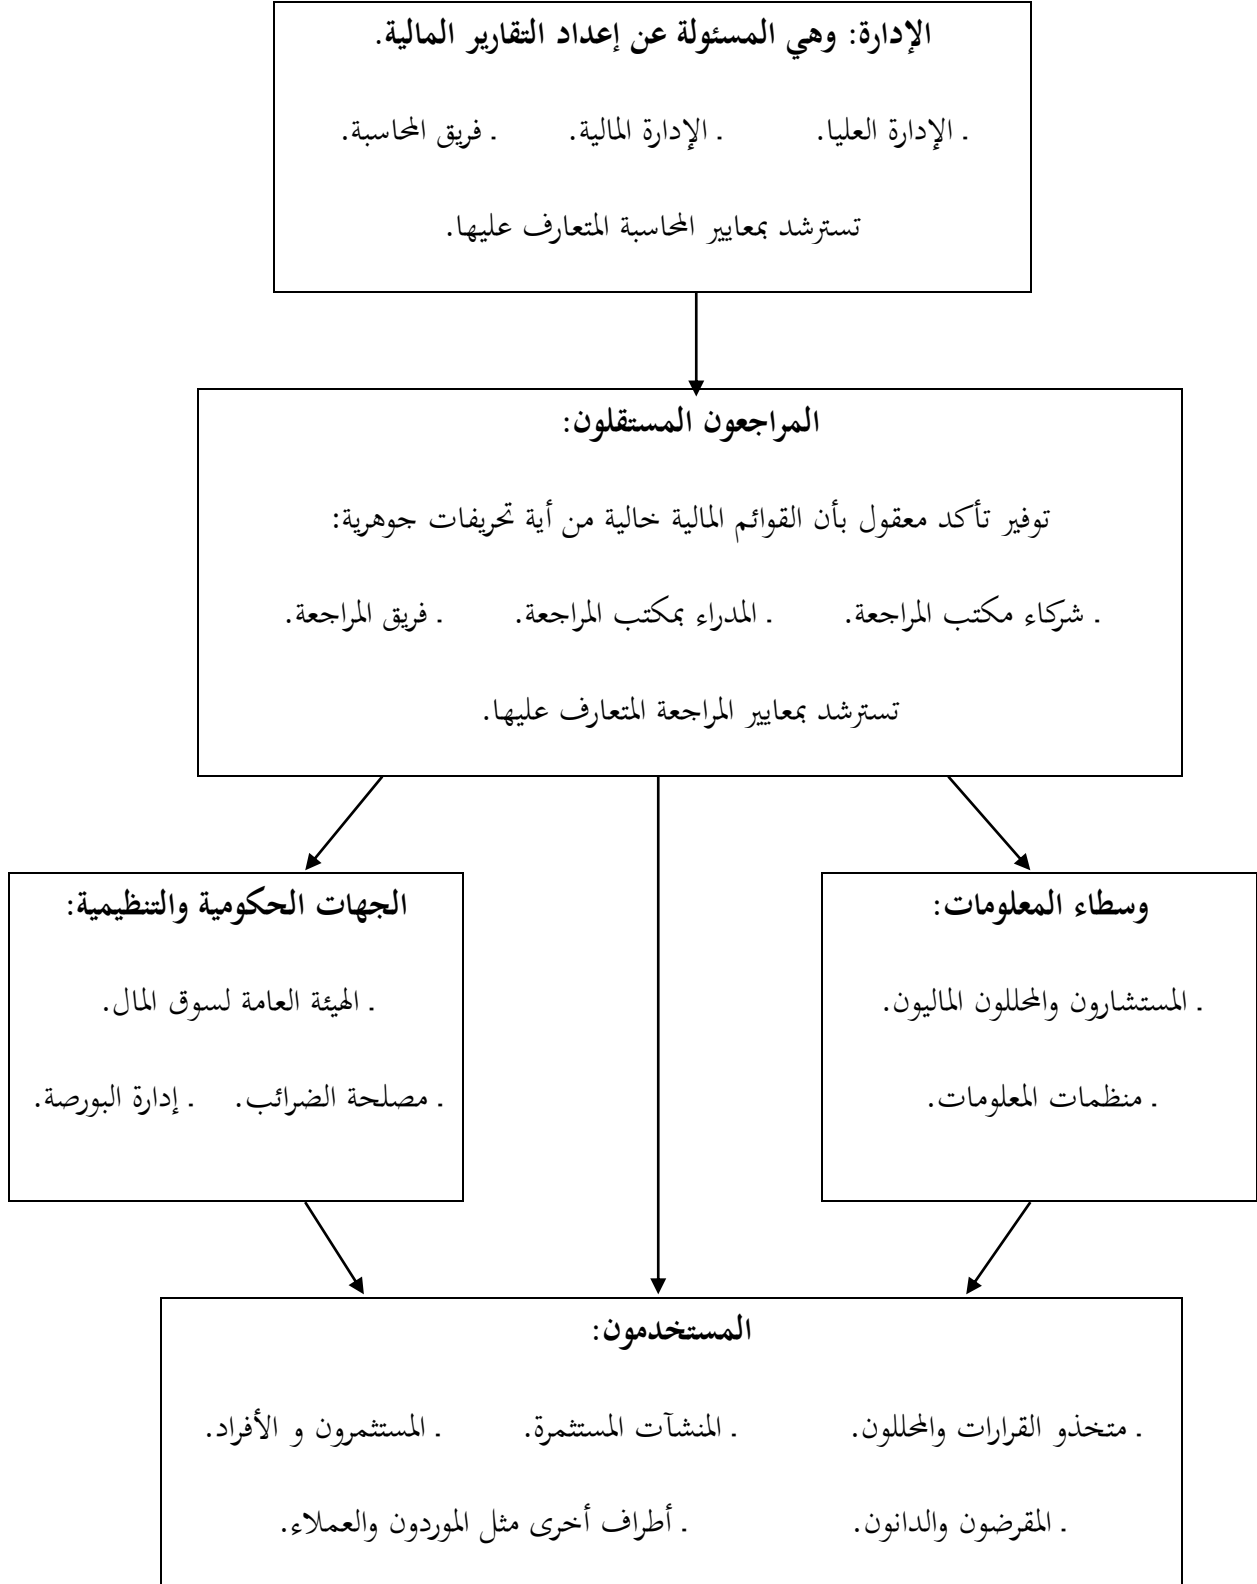 الإدارة: وهي المسئولة عن إعداد التقارير المالية.
ـ الإدارة العليا. ـ الإدارة المالية. ـ فريق المحاسبة.
تسترشد بمعايير المحاسبة المتعارف عليها.
المراجعون المستقلون:
توفير تأكد معقول بأن القوائم المالية خالية من أية تحريفات جوهرية:
ـ شركاء مكتب المراجعة. ـ المدراء بمكتب المراجعة. ـ فريق المراجعة.
تسترشد بمعايير المراجعة المتعارف عليها.
وسطاء المعلومات:
ـ المستشارون والمحللون الماليون.
ـ منظمات المعلومات.
الجهات الحكومية والتنظيمية:
ـ الهيئة العامة لسوق المال.
ـ مصلحة الضرائب. ـ إدارة البورصة.
المستخدمون:
ـ متخذو القرارات والمحللون. ـ المنشآت المستثمرة. ـ المستثمرون و الأفراد.
ـ المقرضون والدانون. ـ أطراف أخرى مثل الموردون والعملاء.